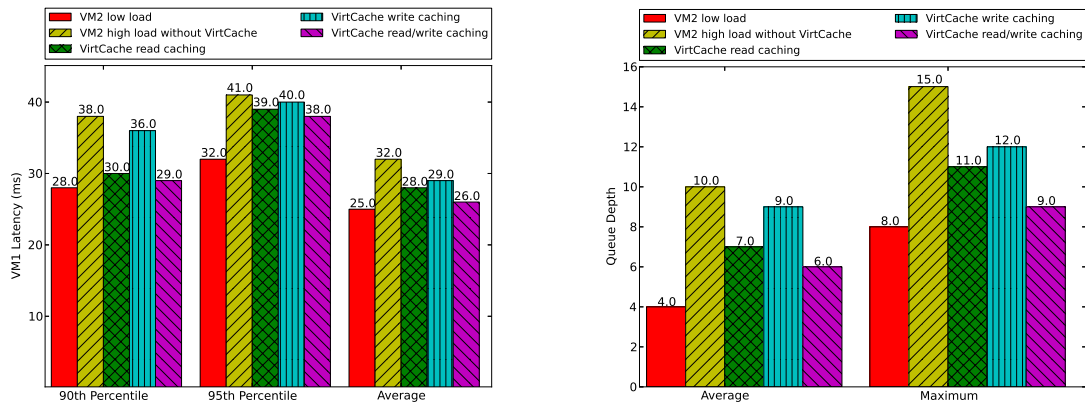 VM2 low load
VM2 high load without VirtCache
VirtCache read caching
VirtCache write caching
VirtCache read/write caching
VM1 Latency (ms)
40
30
20
10
28.0
38.0
30.0
36.0
29.0
32.0
41.0
39.0
40.0
38.0
25.0
32.0
28.0
29.0
26.0
90th Percentile
95th Percentile
Average
VM2 low load
VM2 high load without VirtCache
VirtCache read caching
VirtCache write caching
VirtCache read/write caching
Queue Depth
16
14
12
10
8
6
4
2
0
4.0
10.0
7.0
9.0
6.0
8.0
15.0
11.0
12.0
9.0
Average
Maximum